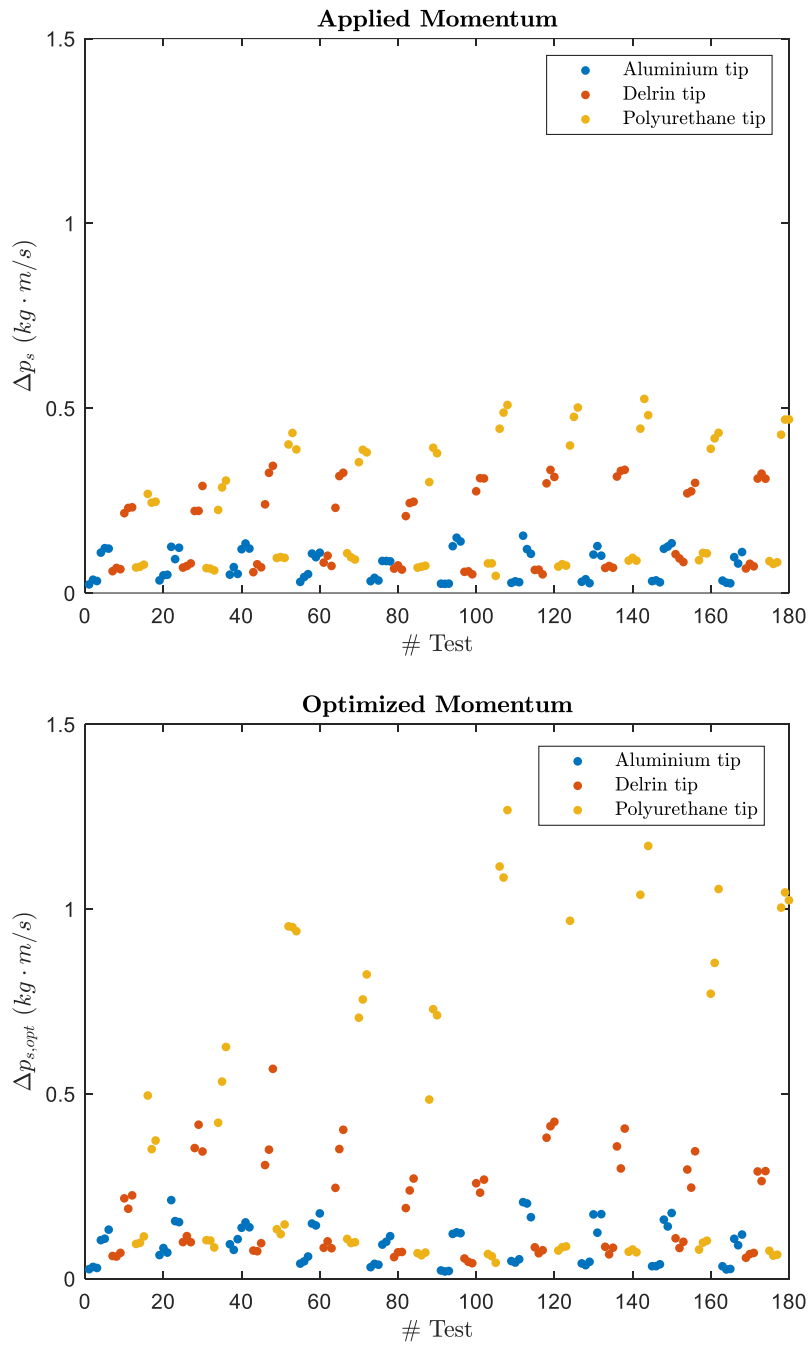 Applied Momentum
1.5
1
0.5
0
Δp_s (kg · m/s)
Aluminium tip
Delrin tip
Polyurethane tip
0 20 40 60 80 100 120 140 160 180
# Test
Optimized Momentum
1.5
1
0.5
0
Δp_{s,opt} (kg · m/s)
Aluminium tip
Delrin tip
Polyurethane tip
0 20 40 60 80 100 120 140 160 180
# Test